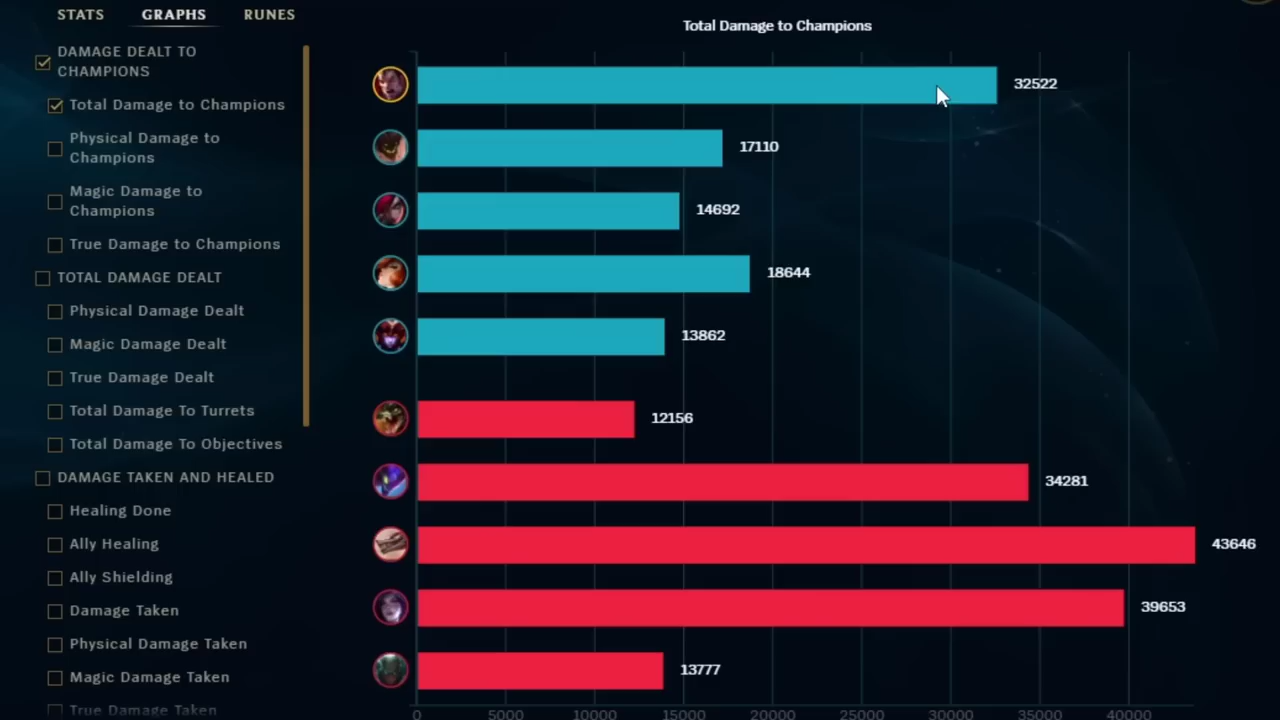 STATS GRAPHS RUNES
Total Damage to Champions
DAMAGE DEALT TO
CHAMPIONS
Total Damage to Champions
Physical Damage to
Champions
Magic Damage to
Champions
True Damage to Champions
TOTAL DAMAGE DEALT
Physical Damage Dealt
Magic Damage Dealt
True Damage Dealt
Total Damage To Turrets
Total Damage To Objectives
DAMAGE TAKEN AND HEALED
Healing Done
Ally Healing
Ally Shielding
Damage Taken
Physical Damage Taken
Magic Damage Taken
True Damage Taken
32522
17110
14692
18644
13862
12156
34281
43646
39653
13777
0 5000 10000 15000 20000 25000 30000 35000 40000